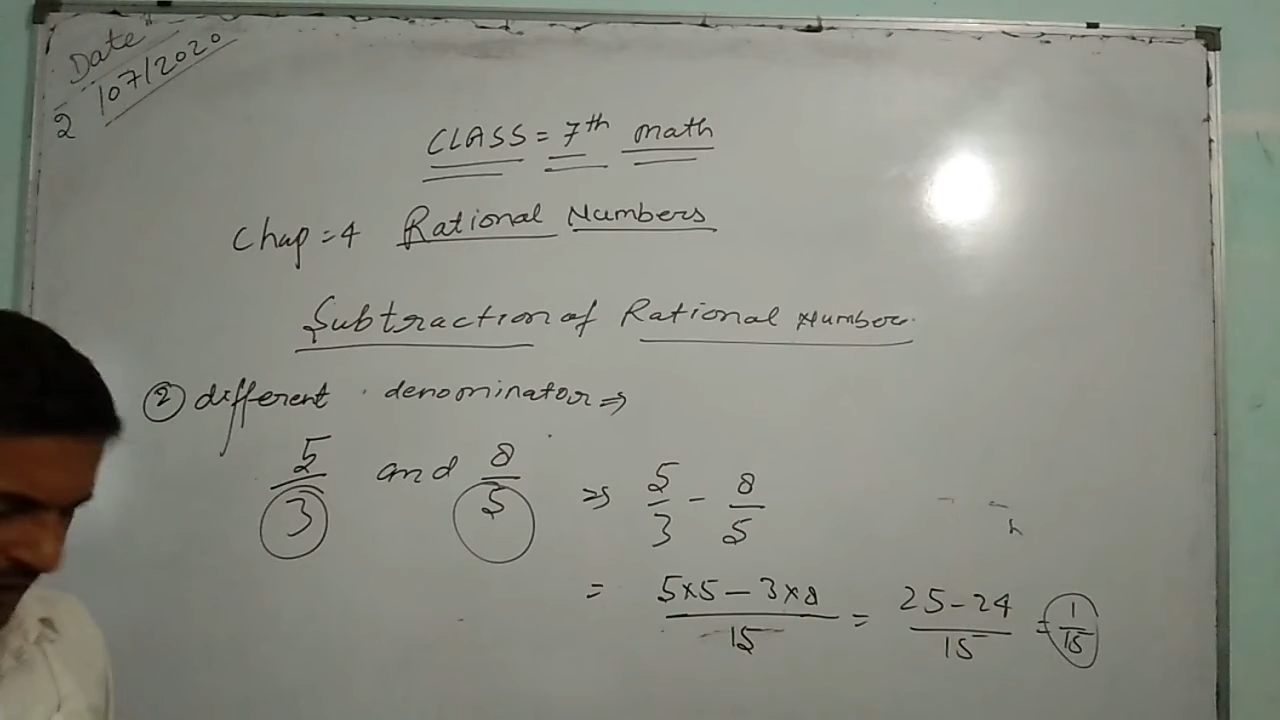 Date
2/07/2020
CLASS = 7th math
Chap = 4 Rational Numbers
Subtraction of Rational Number.
② different denominator ⇒
5/3 and 8/5 ⇒ 5/3 - 8/5
= 5×5 - 3×8/15 = 25-24/15 = 1/15